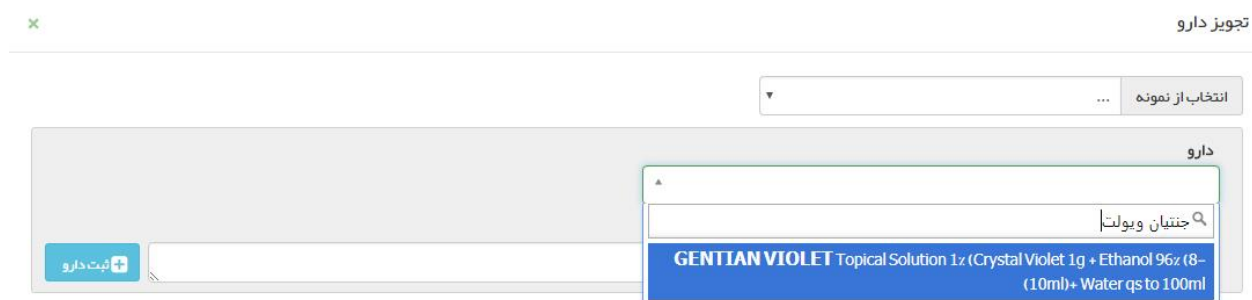 تجویز دارو
×
انتخاب از نمونه
...
دارو
جنتیان ویولت
GENTIAN VIOLET Topical Solution 1% (Crystal Violet 1g + Ethanol 96% (8-
10ml)+ Water qs to 100ml)
ثبت دارو